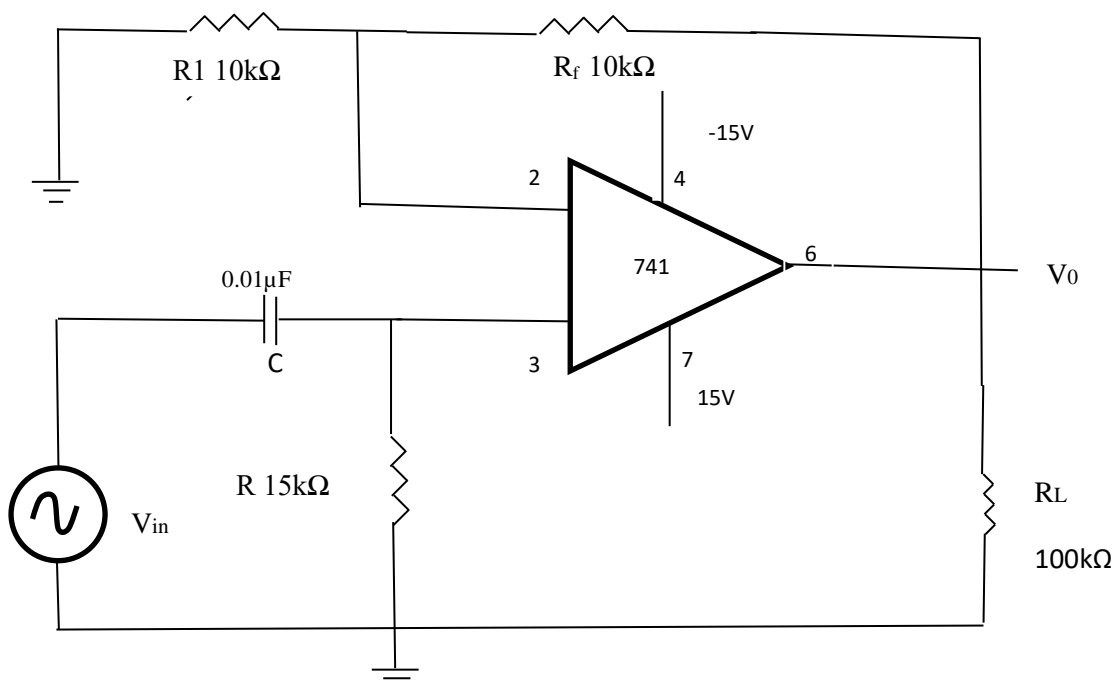 R1 10kΩ
Rf 10kΩ
-15V
2
4
6
741
V0
0.01µF
C
3
7
15V
R 15kΩ
Vin
RL
100kΩ